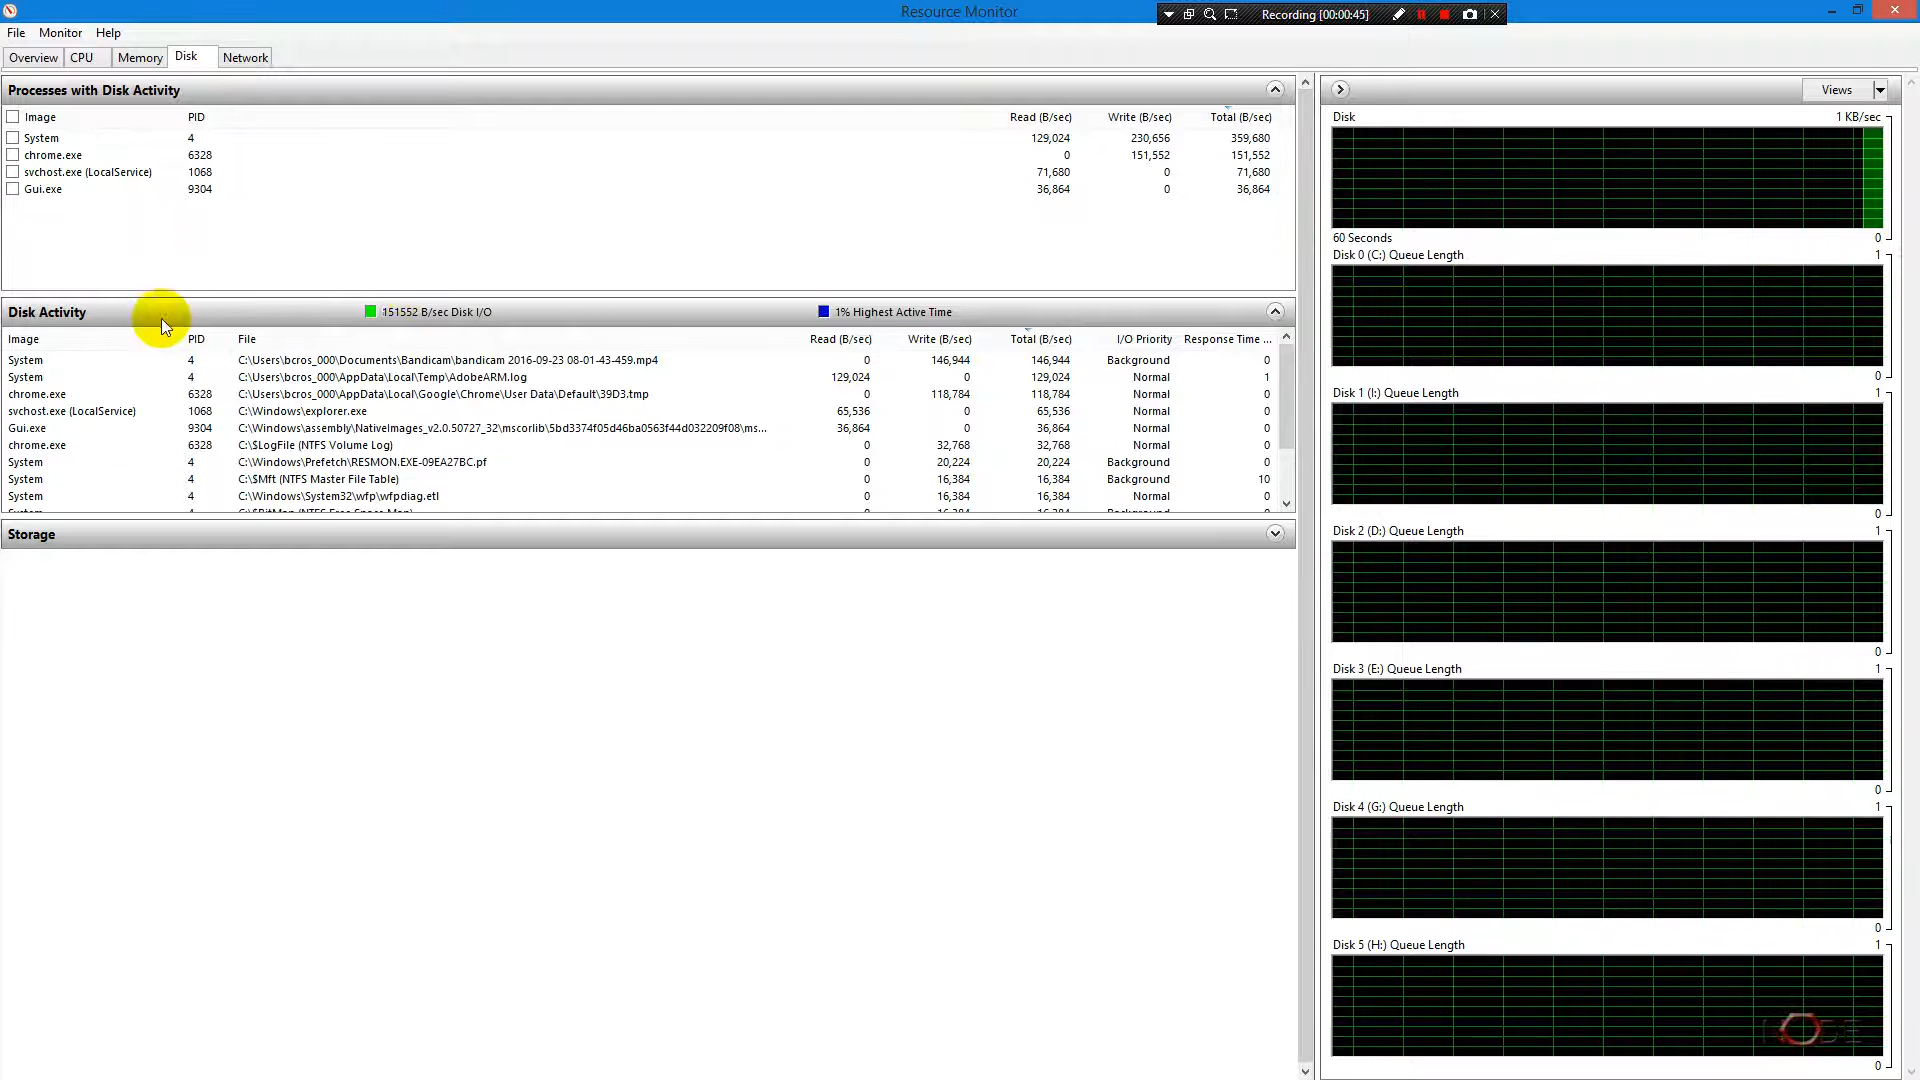 Resource Monitor
Recording [00:00:45]
File Monitor Help
Overview CPU Memory Disk Network
Processes with Disk Activity
Image PID Read (B/sec) Write (B/sec) Total (B/sec)
System 4 129,024 230,656 359,680
chrome.exe 6328 0 151,552 151,552
svchost.exe (LocalService) 1068 71,680 0 71,680
Gui.exe 9304 36,864 0 36,864
Disk Activity 151552 B/sec Disk I/O 1% Highest Active Time
Image PID File Read (B/sec) Write (B/sec) Total (B/sec) I/O Priority Response Time ...
System 4 C:\Users\bcros_000\Documents\Bandicam\bandicam 2016-09-23 08-01-43-459.mp4 0 146,944 146,944 Background 0
System 4 C:\Users\bcros_000\AppData\Local\Temp\AdobeARM.log 129,024 0 129,024 Normal 1
chrome.exe 6328 C:\Users\bcros_000\AppData\Local\Google\Chrome\User Data\Default\39D3.tmp 0 118,784 118,784 Normal 0
svchost.exe (LocalService) 1068 C:\Windows\explorer.exe 65,536 0 65,536 Normal 0
Gui.exe 9304 C:\Windows\assembly\NativeImages_v2.0.50727_32\mscorlib\5bd3374f05d46ba0563f44d032209f08\ms... 36,864 0 36,864 Normal 0
chrome.exe 6328 C:\$LogFile (NTFS Volume Log) 0 32,768 32,768 Normal 0
System 4 C:\Windows\Prefetch\RESMON.EXE-09EA27BC.pf 0 20,224 20,224 Background 0
System 4 C:\$Mft (NTFS Master File Table) 0 16,384 16,384 Background 10
System 4 C:\Windows\System32\wfp\wfpdiag.etl 0 16,384 16,384 Normal 0
System 4 C:\$BitMap (NTFS Free Space Map) 0 16,384 16,384 Background 0
Storage
Views
Disk 1 KB/sec
60 Seconds 0
Disk 0 (C:) Queue Length 1
0
Disk 1 (I:) Queue Length 1
0
Disk 2 (D:) Queue Length 1
0
Disk 3 (E:) Queue Length 1
0
Disk 4 (G:) Queue Length 1
0
Disk 5 (H:) Queue Length 1
0